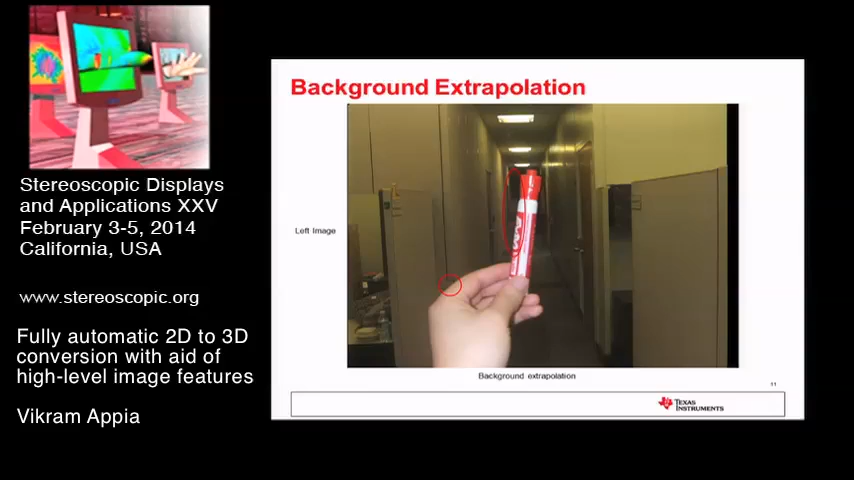 Stereoscopic Displays
and Applications XXV
February 3-5, 2014
California, USA
www.stereoscopic.org
Fully automatic 2D to 3D
conversion with aid of
high-level image features
Vikram Appia
Background Extrapolation
Left Image
Background extrapolation
11
TEXAS
INSTRUMENTS